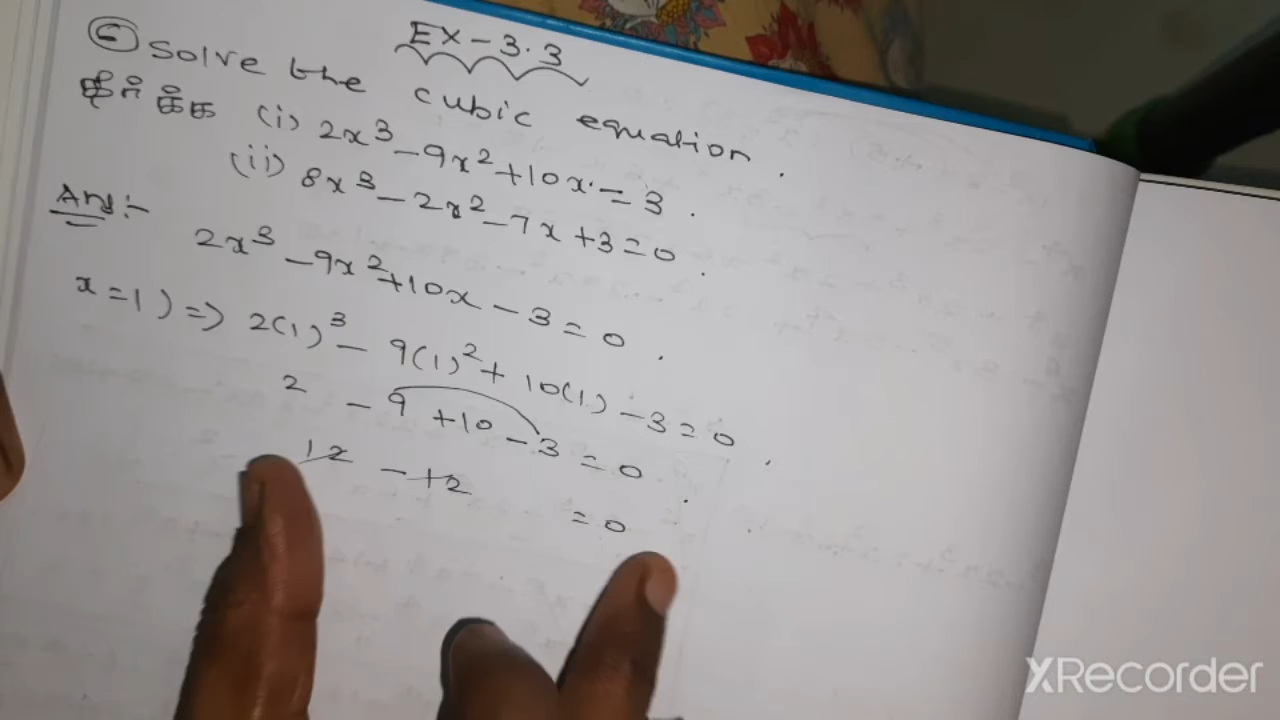 EX-3.3
6 Solve the cubic equation.
தீர்க்க (i) 2x³-9x²+10x=3.
(ii) 8x³-2x²-7x+3=0.
Ans:-
2x³-9x²+10x-3=0.
x=1) => 2(1)³-9(1)²+10(1)-3=0.
2-9+10-3=0.
12-12=0
XRecorder